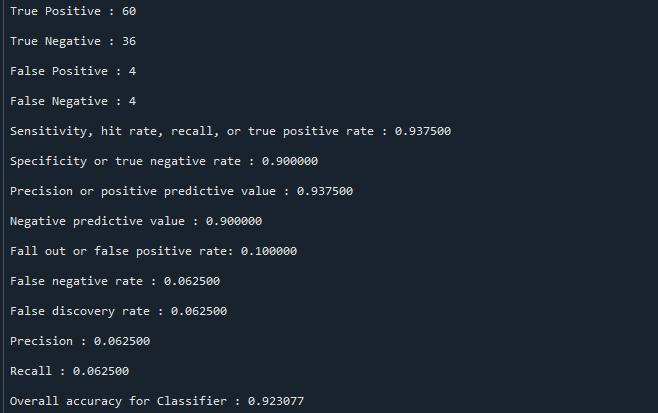 True Positive : 60
True Negative : 36
False Positive : 4
False Negative : 4
Sensitivity, hit rate, recall, or true positive rate : 0.937500
Specificity or true negative rate : 0.900000
Precision or positive predictive value : 0.937500
Negative predictive value : 0.900000
Fall out or false positive rate: 0.100000
False negative rate : 0.062500
False discovery rate : 0.062500
Precision : 0.062500
Recall : 0.062500
Overall accuracy for Classifier : 0.923077